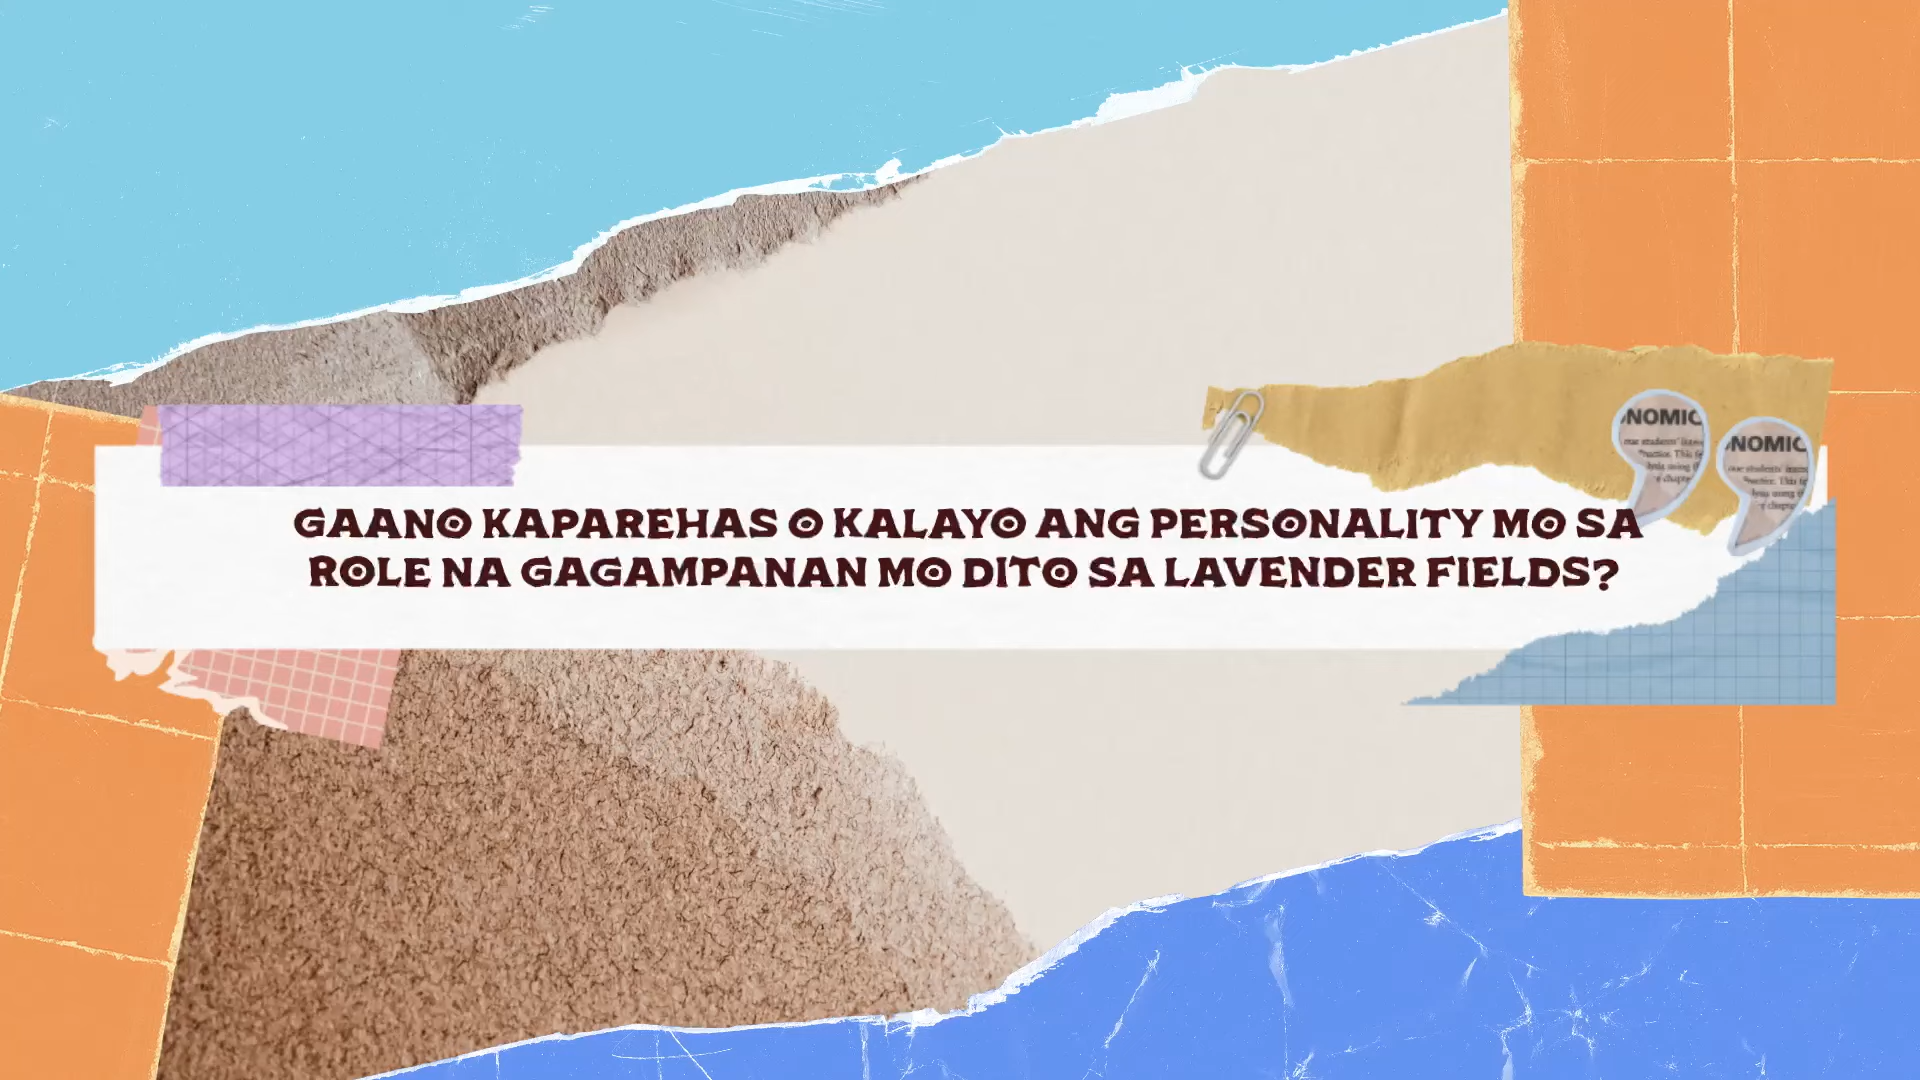 NOMIC
NOMIC
GAANO KAPAREHAS O KALAYO ANG PERSONALITY MO SA
ROLE NA GAGAMPANAN MO DITO SA LAVENDER FIELDS?